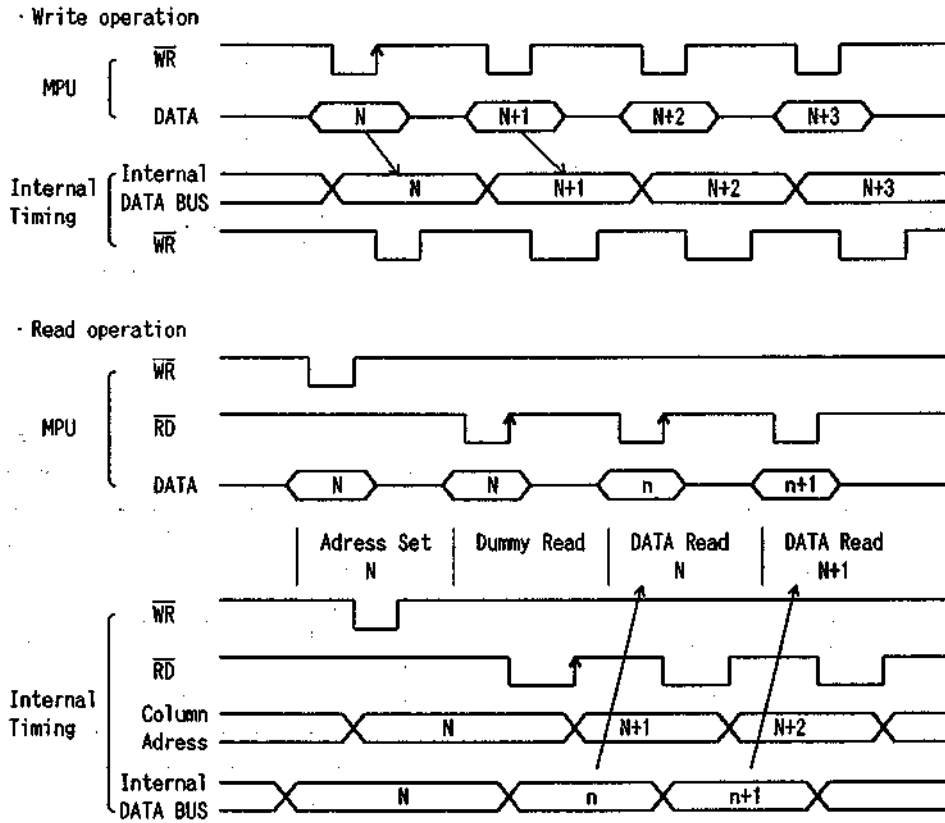 · Write operation
WR
MPU
DATA N N+1 N+2 N+3
Internal
DATA BUS N N+1 N+2 N+3
Internal
Timing
WR
· Read operation
WR
MPU
RD
DATA N N n n+1
Adress Set Dummy Read DATA Read DATA Read
N N N+1
WR
RD
Internal
Timing
Column
Adress N N+1 N+2
Internal
DATA BUS N n n+1